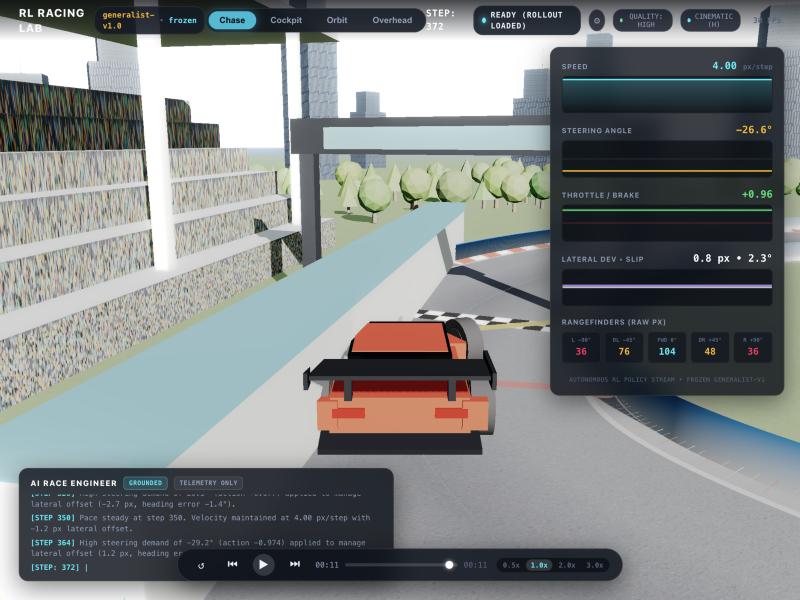 RL RACING
LAB
generalist-
v1.0
• frozen
Chase
Cockpit
Orbit
Overhead
STEP:
372
READY (ROLLOUT
LOADED)
QUALITY:
HIGH
CINEMATIC
(H)
SPEED
4.00 px/step
STEERING ANGLE
−26.6°
THROTTLE / BRAKE
+0.96
LATERAL DEV • SLIP
0.8 px • 2.3°
RANGEFINDERS (RAW PX)
L −90° DL −45° FWD 0° DR +45° R +90°
36 76 104 48 36
AUTONOMOUS RL POLICY STREAM • FROZEN GENERALIST-V1
AI RACE ENGINEER GROUNDED TELEMETRY ONLY
lateral offset (−2.7 px, heading error −1.4°).
[STEP 350] Pace steady at step 350. Velocity maintained at 4.00 px/step with
−1.2 px lateral offset.
[STEP 364] High steering demand of −29.2° (action −0.974) applied to manage
lateral offset (1.2 px, heading er
[STEP: 372] |
00:11
00:11
0.5x 1.0x 2.0x 3.0x